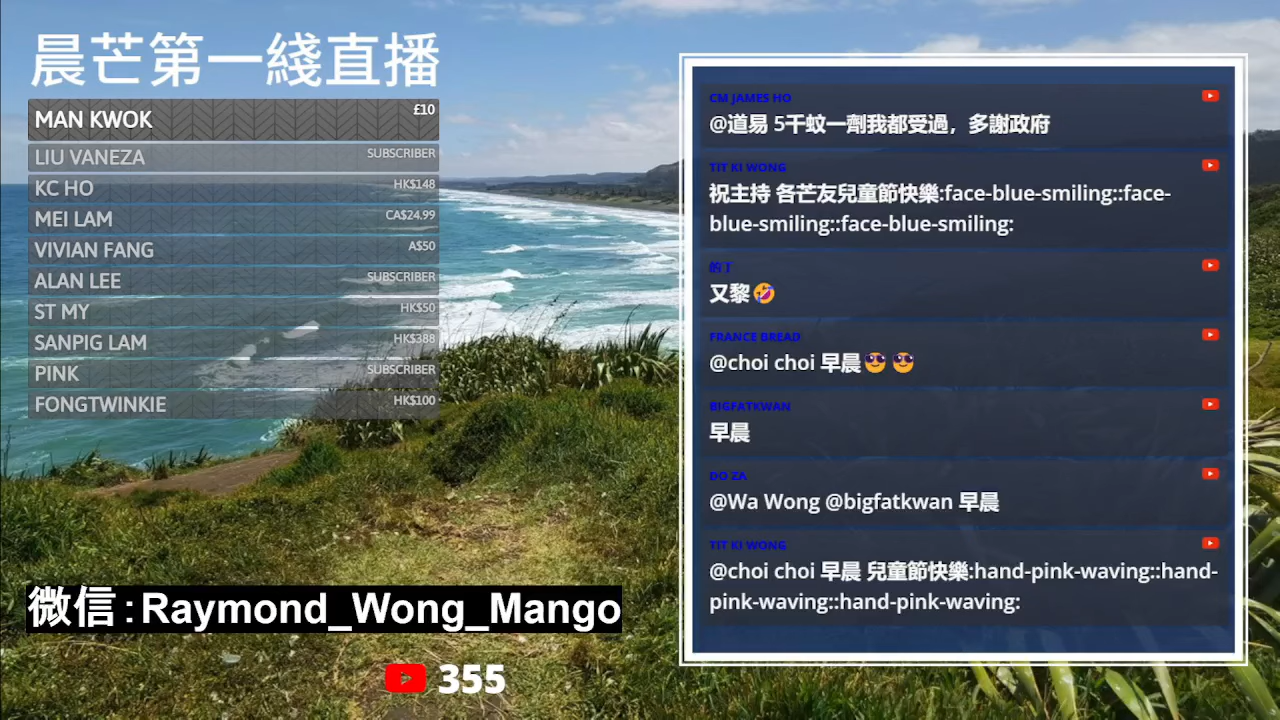 晨芒第一綫直播
MAN KWOK £10
LIU VANEZA SUBSCRIBER
KC HO HK$148
MEI LAM CA$24.99
VIVIAN FANG A$50
ALAN LEE SUBSCRIBER
ST MY HK$50
SANPIG LAM HK$388
PINK SUBSCRIBER
FONGTWINKIE HK$100
微信:Raymond_Wong_Mango
355
CM JAMES HO
@道易 5千蚊一劑我都受過，多謝政府
TIT KI WONG
祝主持 各芒友兒童節快樂:face-blue-smiling::face-
blue-smiling::face-blue-smiling:
的丁
又黎🤣
FRANCE BREAD
@choi choi 早晨😎 😎
BIGFATKWAN
早晨
DO ZA
@Wa Wong @bigfatkwan 早晨
TIT KI WONG
@choi choi 早晨 兒童節快樂:hand-pink-waving::hand-
pink-waving::hand-pink-waving: